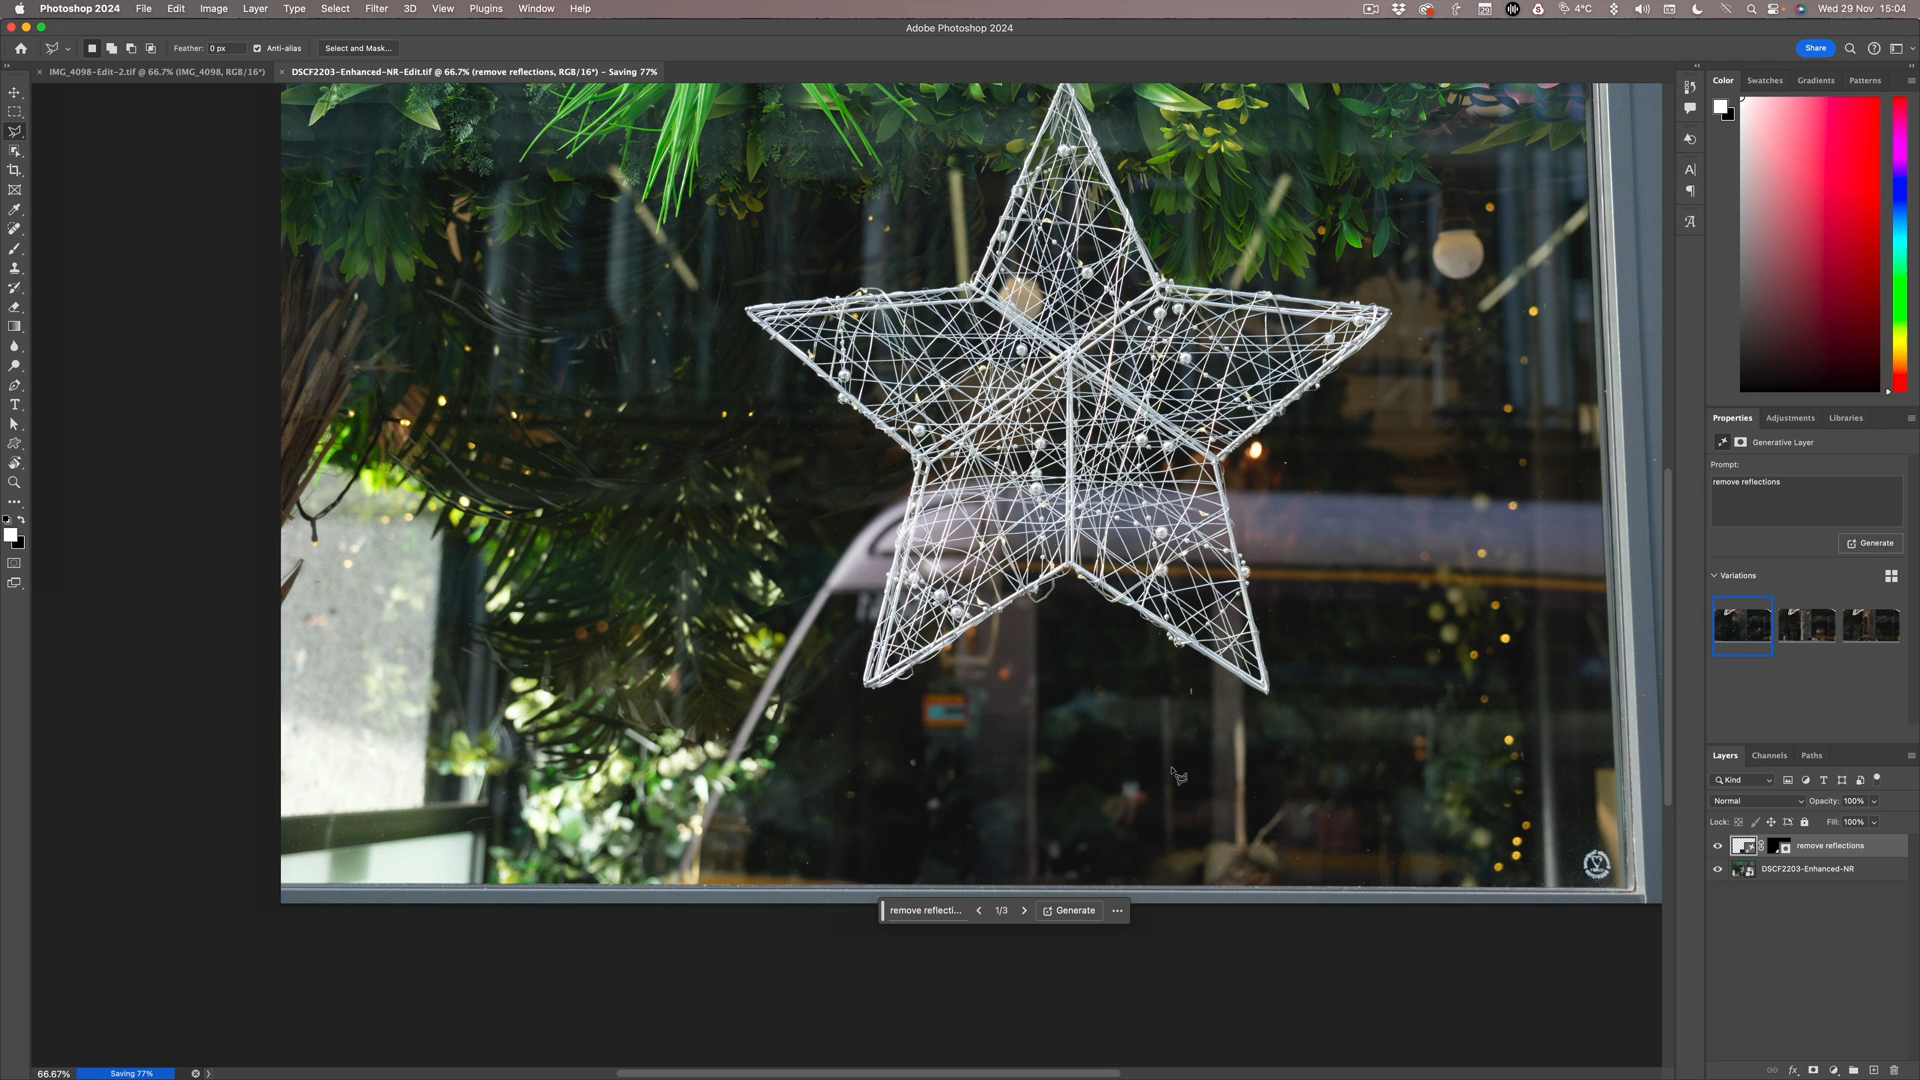 Photoshop 2024 File Edit Image Layer Type Select Filter 3D View Plugins Window Help 4°C Wed 29 Nov 15:04
Adobe Photoshop 2024
Feather: 0 px Anti-alias Select and Mask... Share
IMG_4098-Edit-2.tif @ 66.7% (IMG_4098, RGB/16*) DSCF2203-Enhanced-NR-Edit.tif @ 66.7% (remove reflections, RGB/16*) – Saving 77%
Color Swatches Gradients Patterns
Properties Adjustments Libraries
Generative Layer
Prompt:
remove reflections
Generate
Variations
Layers Channels Paths
Kind
Normal Opacity: 100%
Lock: Fill: 100%
remove reflections
DSCF2203-Enhanced-NR
remove reflecti... 1/3 Generate ...
66.67% Saving 77%